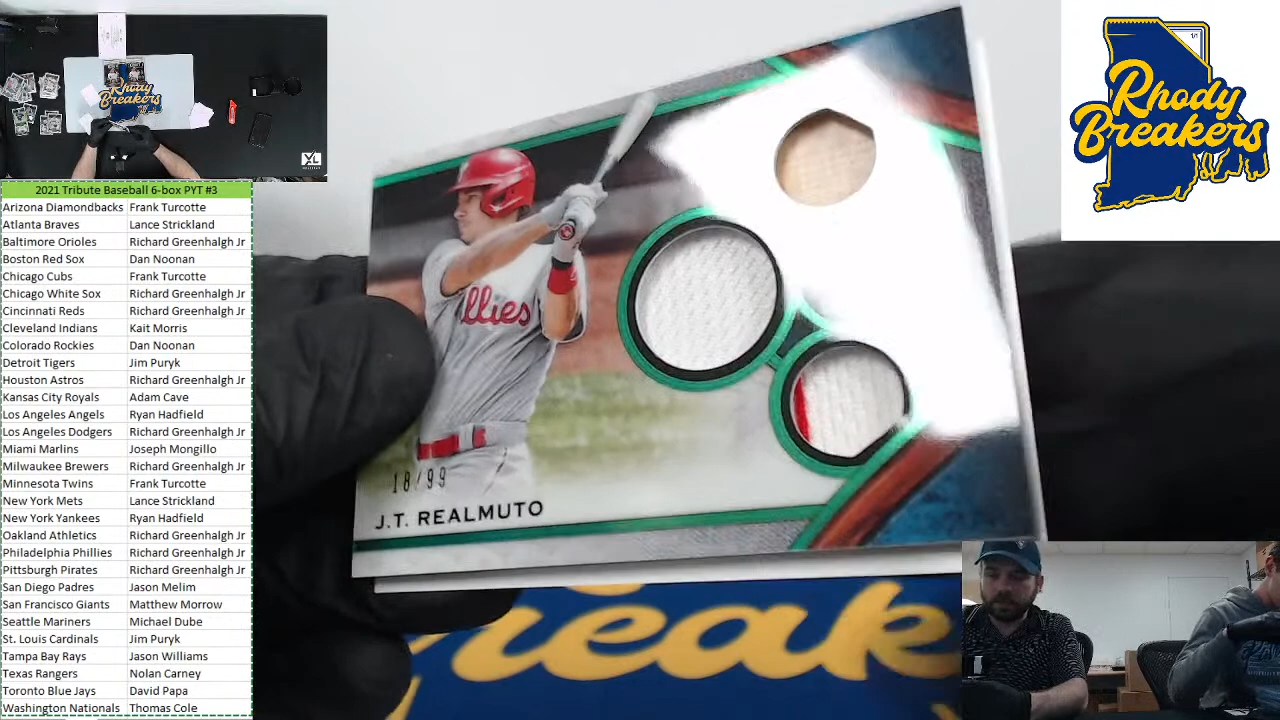 Rhody
Breakers
XL
2021 Tribute Baseball 6-box PYT #3
Arizona Diamondbacks Frank Turcotte
Atlanta Braves Lance Strickland
Baltimore Orioles Richard Greenhalgh Jr
Boston Red Sox Dan Noonan
Chicago Cubs Frank Turcotte
Chicago White Sox Richard Greenhalgh Jr
Cincinnati Reds Richard Greenhalgh Jr
Cleveland Indians Kait Morris
Colorado Rockies Dan Noonan
Detroit Tigers Jim Puryk
Houston Astros Richard Greenhalgh Jr
Kansas City Royals Adam Cave
Los Angeles Angels Ryan Hadfield
Los Angeles Dodgers Richard Greenhalgh Jr
Miami Marlins Joseph Mongillo
Milwaukee Brewers Richard Greenhalgh Jr
Minnesota Twins Frank Turcotte
New York Mets Lance Strickland
New York Yankees Ryan Hadfield
Oakland Athletics Richard Greenhalgh Jr
Philadelphia Phillies Richard Greenhalgh Jr
Pittsburgh Pirates Richard Greenhalgh Jr
San Diego Padres Jason Melim
San Francisco Giants Matthew Morrow
Seattle Mariners Michael Dube
St. Louis Cardinals Jim Puryk
Tampa Bay Rays Jason Williams
Texas Rangers Nolan Carney
Toronto Blue Jays David Papa
Washington Nationals Thomas Cole
llies
18/99
J.T. REALMUTO
reak
1/1
Rhody
Breakers